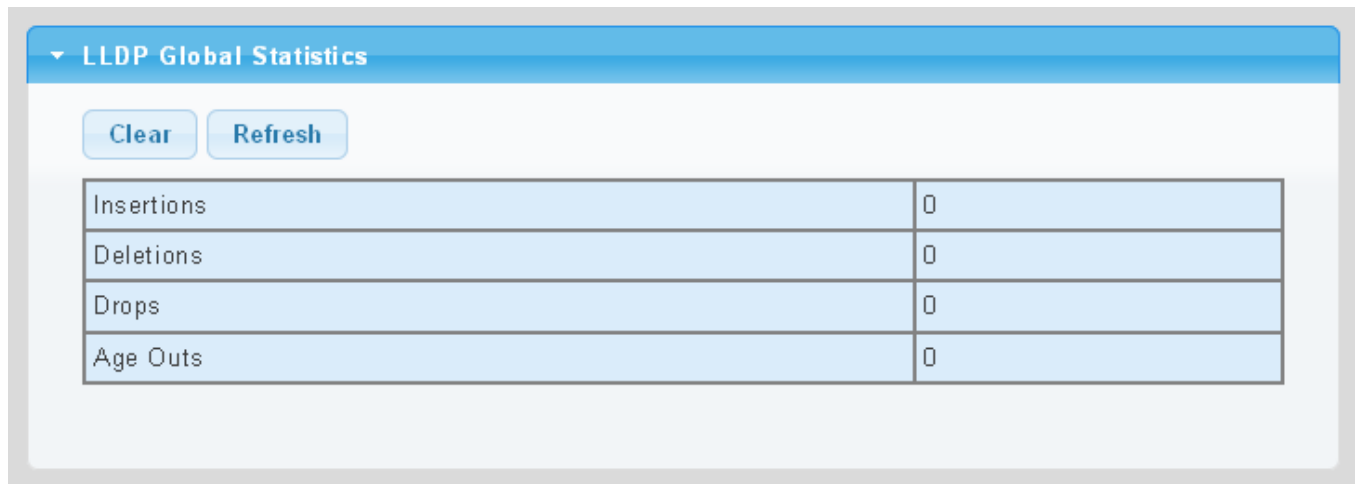 LLDP Global Statistics
Clear Refresh
Insertions 0
Deletions 0
Drops 0
Age Outs 0